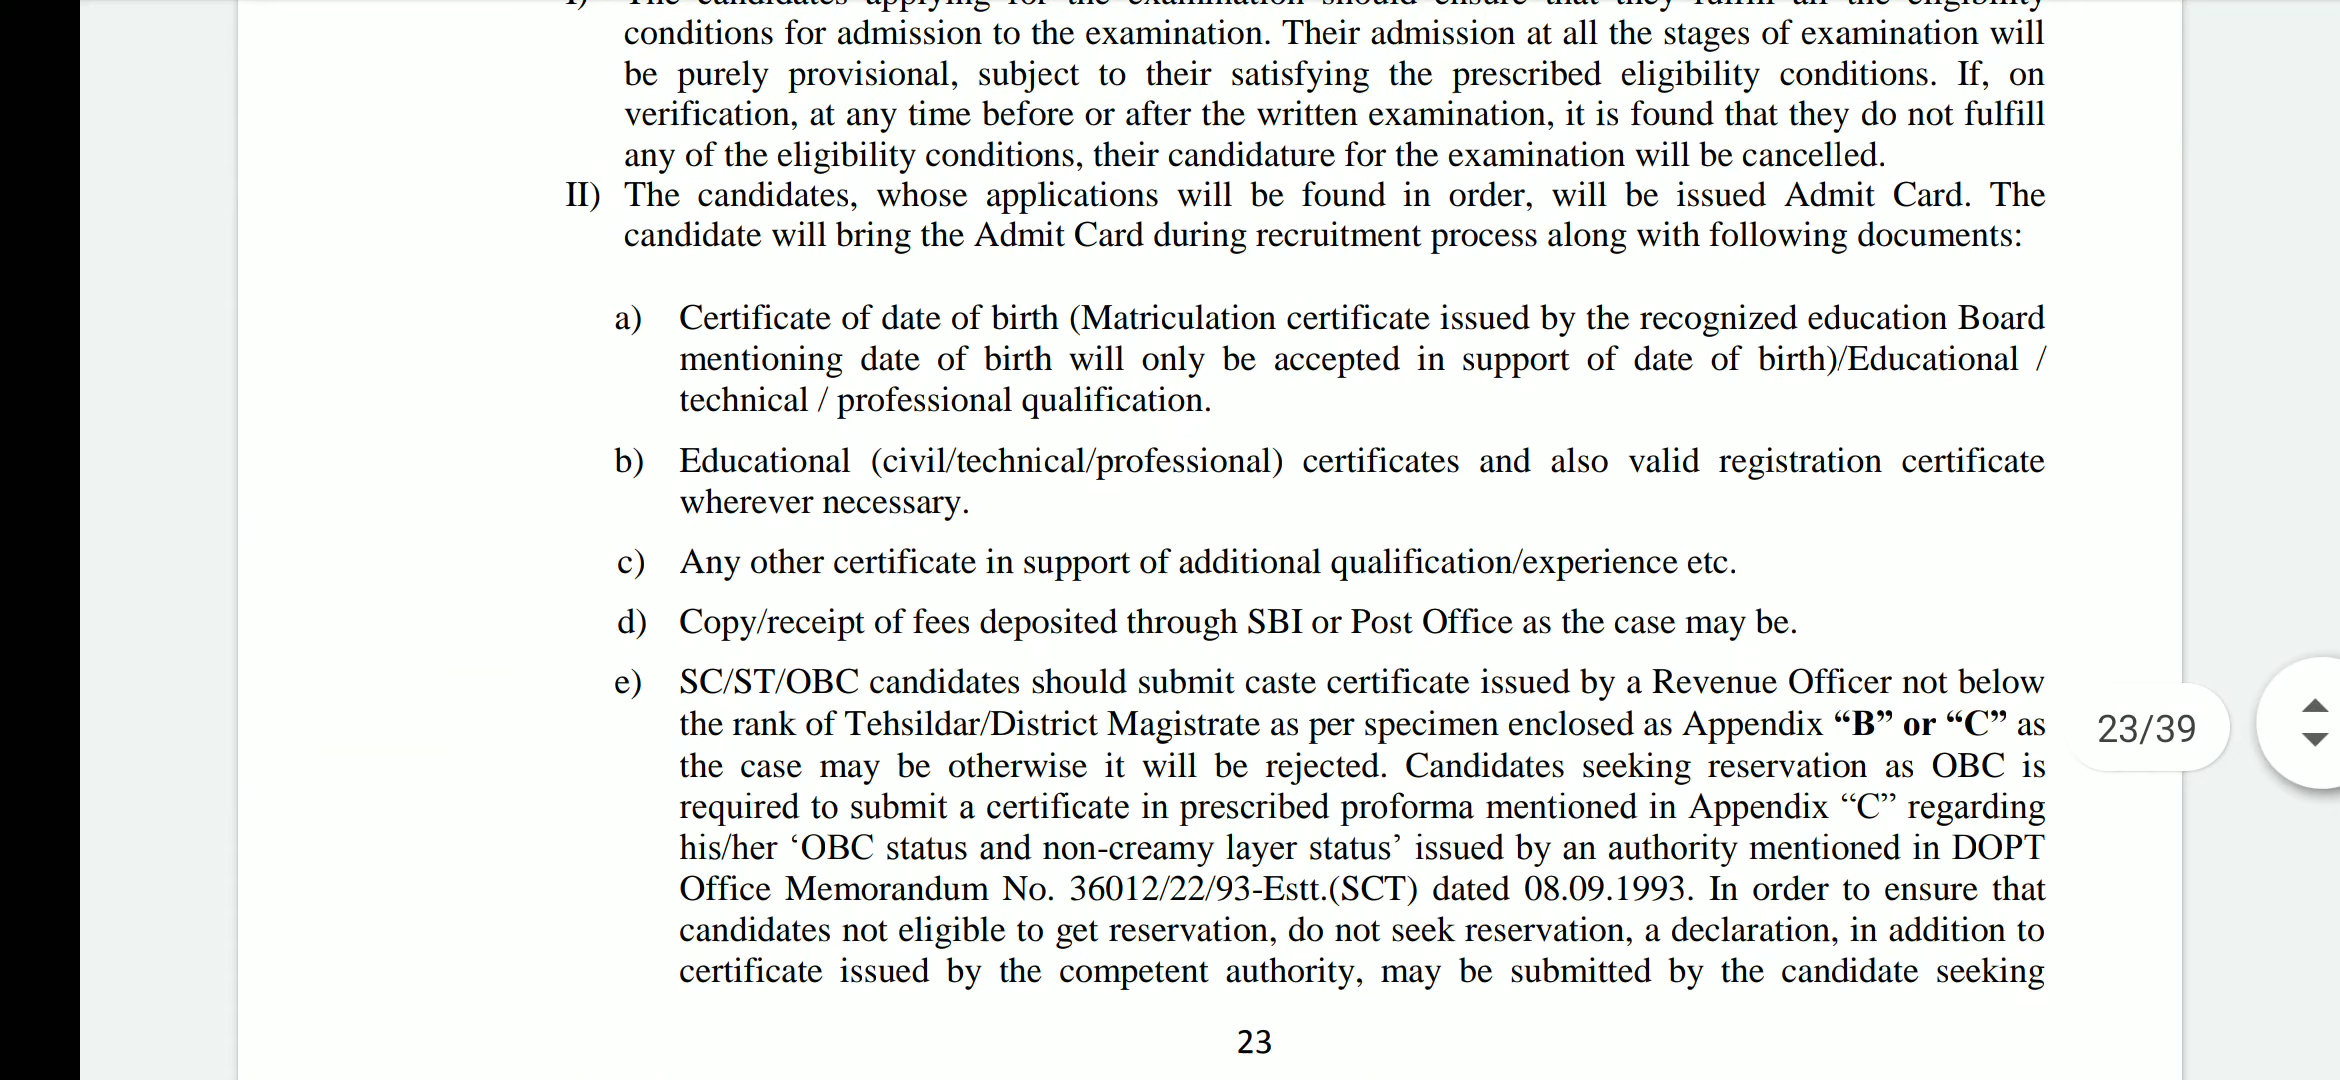 I) The candidates applying for the examination should ensure that they fulfill all the eligibility
conditions for admission to the examination. Their admission at all the stages of examination will
be purely provisional, subject to their satisfying the prescribed eligibility conditions. If, on
verification, at any time before or after the written examination, it is found that they do not fulfill
any of the eligibility conditions, their candidature for the examination will be cancelled.
II) The candidates, whose applications will be found in order, will be issued Admit Card. The
candidate will bring the Admit Card during recruitment process along with following documents:
a) Certificate of date of birth (Matriculation certificate issued by the recognized education Board
mentioning date of birth will only be accepted in support of date of birth)/Educational /
technical / professional qualification.
b) Educational (civil/technical/professional) certificates and also valid registration certificate
wherever necessary.
c) Any other certificate in support of additional qualification/experience etc.
d) Copy/receipt of fees deposited through SBI or Post Office as the case may be.
e) SC/ST/OBC candidates should submit caste certificate issued by a Revenue Officer not below
the rank of Tehsildar/District Magistrate as per specimen enclosed as Appendix “B” or “C” as
the case may be otherwise it will be rejected. Candidates seeking reservation as OBC is
required to submit a certificate in prescribed proforma mentioned in Appendix “C” regarding
his/her ‘OBC status and non-creamy layer status’ issued by an authority mentioned in DOPT
Office Memorandum No. 36012/22/93-Estt.(SCT) dated 08.09.1993. In order to ensure that
candidates not eligible to get reservation, do not seek reservation, a declaration, in addition to
certificate issued by the competent authority, may be submitted by the candidate seeking
23/39
23